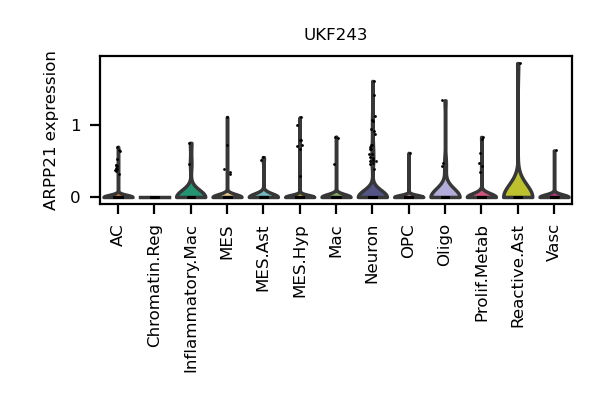 UKF243
ARPP21 expression
1
0
AC
Chromatin.Reg
Inflammatory.Mac
MES
MES.Ast
MES.Hyp
Mac
Neuron
OPC
Oligo
Prolif.Metab
Reactive.Ast
Vasc